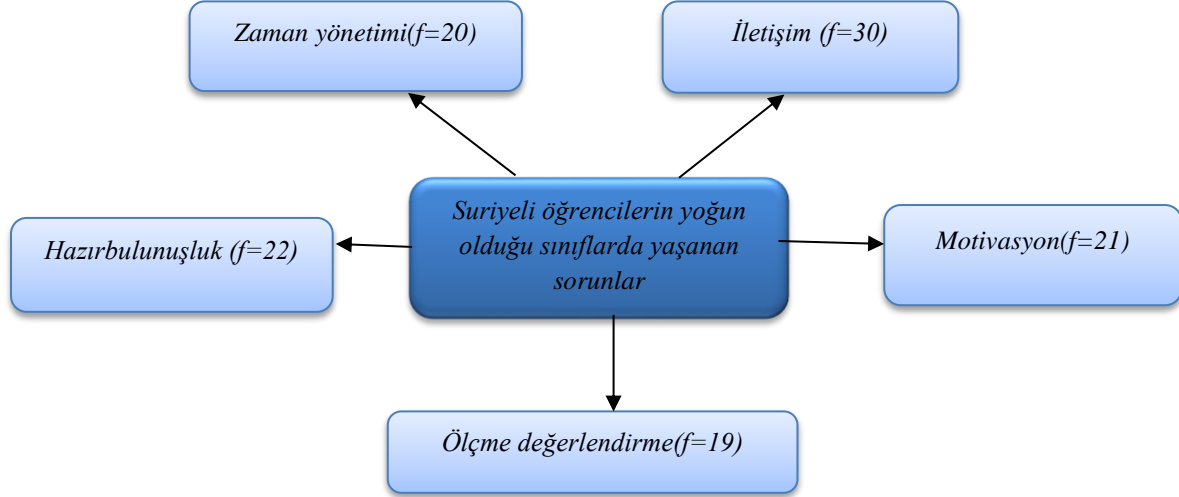 Zaman yönetimi(f=20)
İletişim (f=30)
Suriyeli öğrencilerin yoğun
olduğu sınıflarda yaşanan
sorunlar
Hazırbulunuşluk (f=22)
Motivasyon(f=21)
Ölçme değerlendirme(f=19)